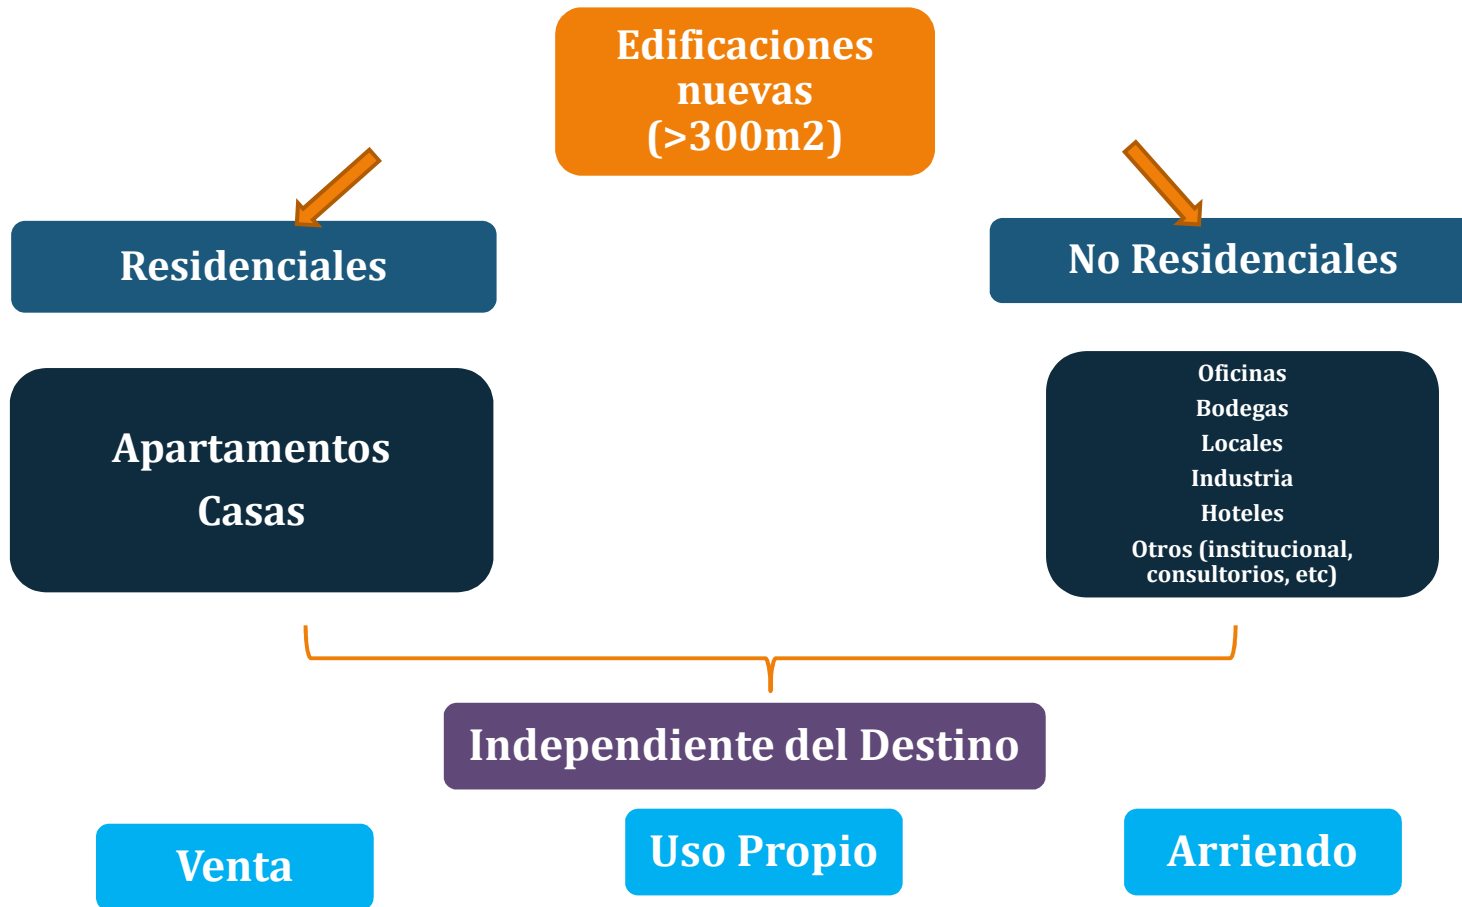 Edificaciones
nuevas
(>300m2)
Residenciales
No Residenciales
Apartamentos
Casas
Oficinas
Bodegas
Locales
Industria
Hoteles
Otros (institucional,
consultorios, etc)
Independiente del Destino
Venta
Uso Propio
Arriendo